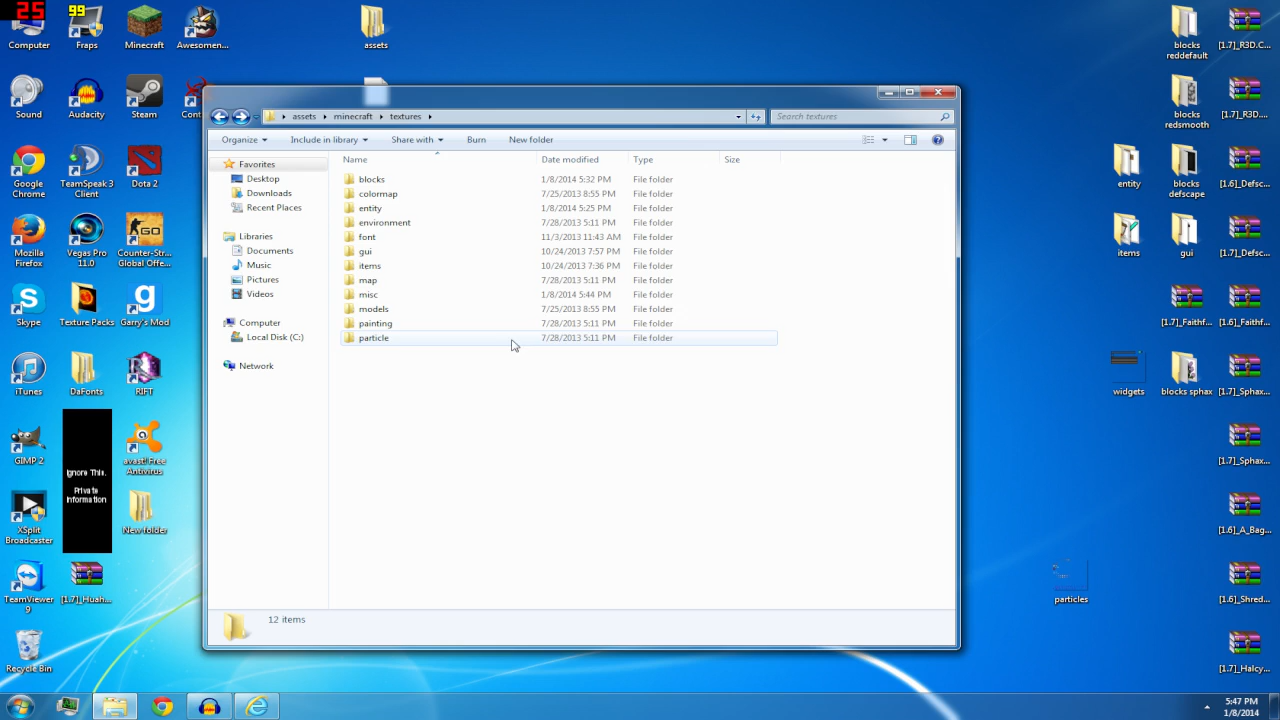 25
99
Computer
Fraps
Minecraft
Awesomen...
assets
Sound
Audacity
Steam
Cont
Google
Chrome
TeamSpeak 3
Client
Dota 2
Mozilla
Firefox
Vegas Pro
11.0
Counter-Str...
Global Offe...
Skype
Texture Packs
Garry's Mod
iTunes
DaFonts
RIFT
GIMP 2
Ignore This.
Private
Information
avast! Free
Antivirus
XSplit
Broadcaster
New folder
TeamViewer
9
[1.7]_Huah...
Recycle Bin
assets minecraft textures
Search textures
Organize Include in library Share with Burn New folder
Name Date modified Type Size
Favorites
Desktop
Downloads
Recent Places
Libraries
Documents
Music
Pictures
Videos
Computer
Local Disk (C:)
Network
blocks 1/8/2014 5:32 PM File folder
colormap 7/25/2013 8:55 PM File folder
entity 1/8/2014 5:25 PM File folder
environment 7/28/2013 5:11 PM File folder
font 11/3/2013 11:43 AM File folder
gui 10/24/2013 7:57 PM File folder
items 10/24/2013 7:36 PM File folder
map 7/28/2013 5:11 PM File folder
misc 1/8/2014 5:44 PM File folder
models 7/25/2013 8:55 PM File folder
painting 7/28/2013 5:11 PM File folder
particle 7/28/2013 5:11 PM File folder
12 items
blocks
reddefault
[1.7]_R3D.C...
blocks
redsmooth
[1.7]_R3D....
entity
blocks
defscape
[1.6]_Defsc...
items
gui
[1.7]_Defsc...
[1.7]_Faithf...
[1.6]_Faithf...
widgets
blocks sphax
[1.7]_Sphax...
[1.7]_Sphax...
[1.6]_A_Bag...
particles
[1.6]_Shred...
[1.7]_Halcy...
5:47 PM
1/8/2014